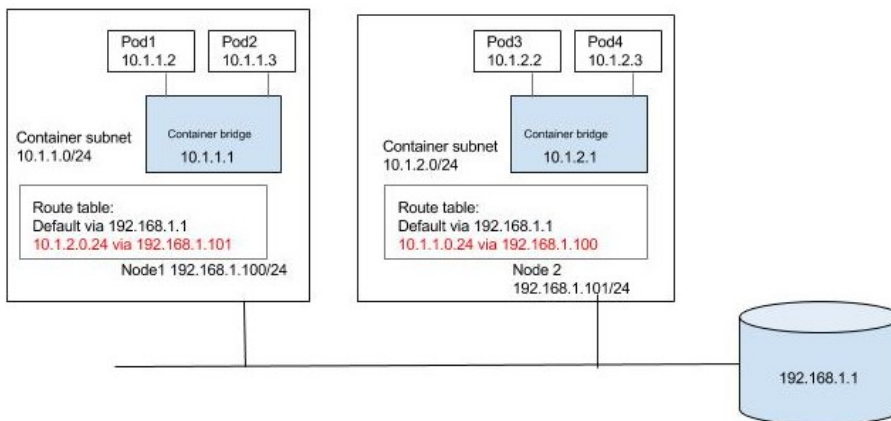 Pod1
10.1.1.2
Pod2
10.1.1.3
Container subnet
10.1.1.0/24
Container bridge
10.1.1.1
Route table:
Default via 192.168.1.1
10.1.2.0.24 via 192.168.1.101
Node1 192.168.1.100/24
Pod3
10.1.2.2
Pod4
10.1.2.3
Container subnet
10.1.2.0/24
Container bridge
10.1.2.1
Route table:
Default via 192.168.1.1
10.1.1.0.24 via 192.168.1.100
Node 2
192.168.1.101/24
192.168.1.1